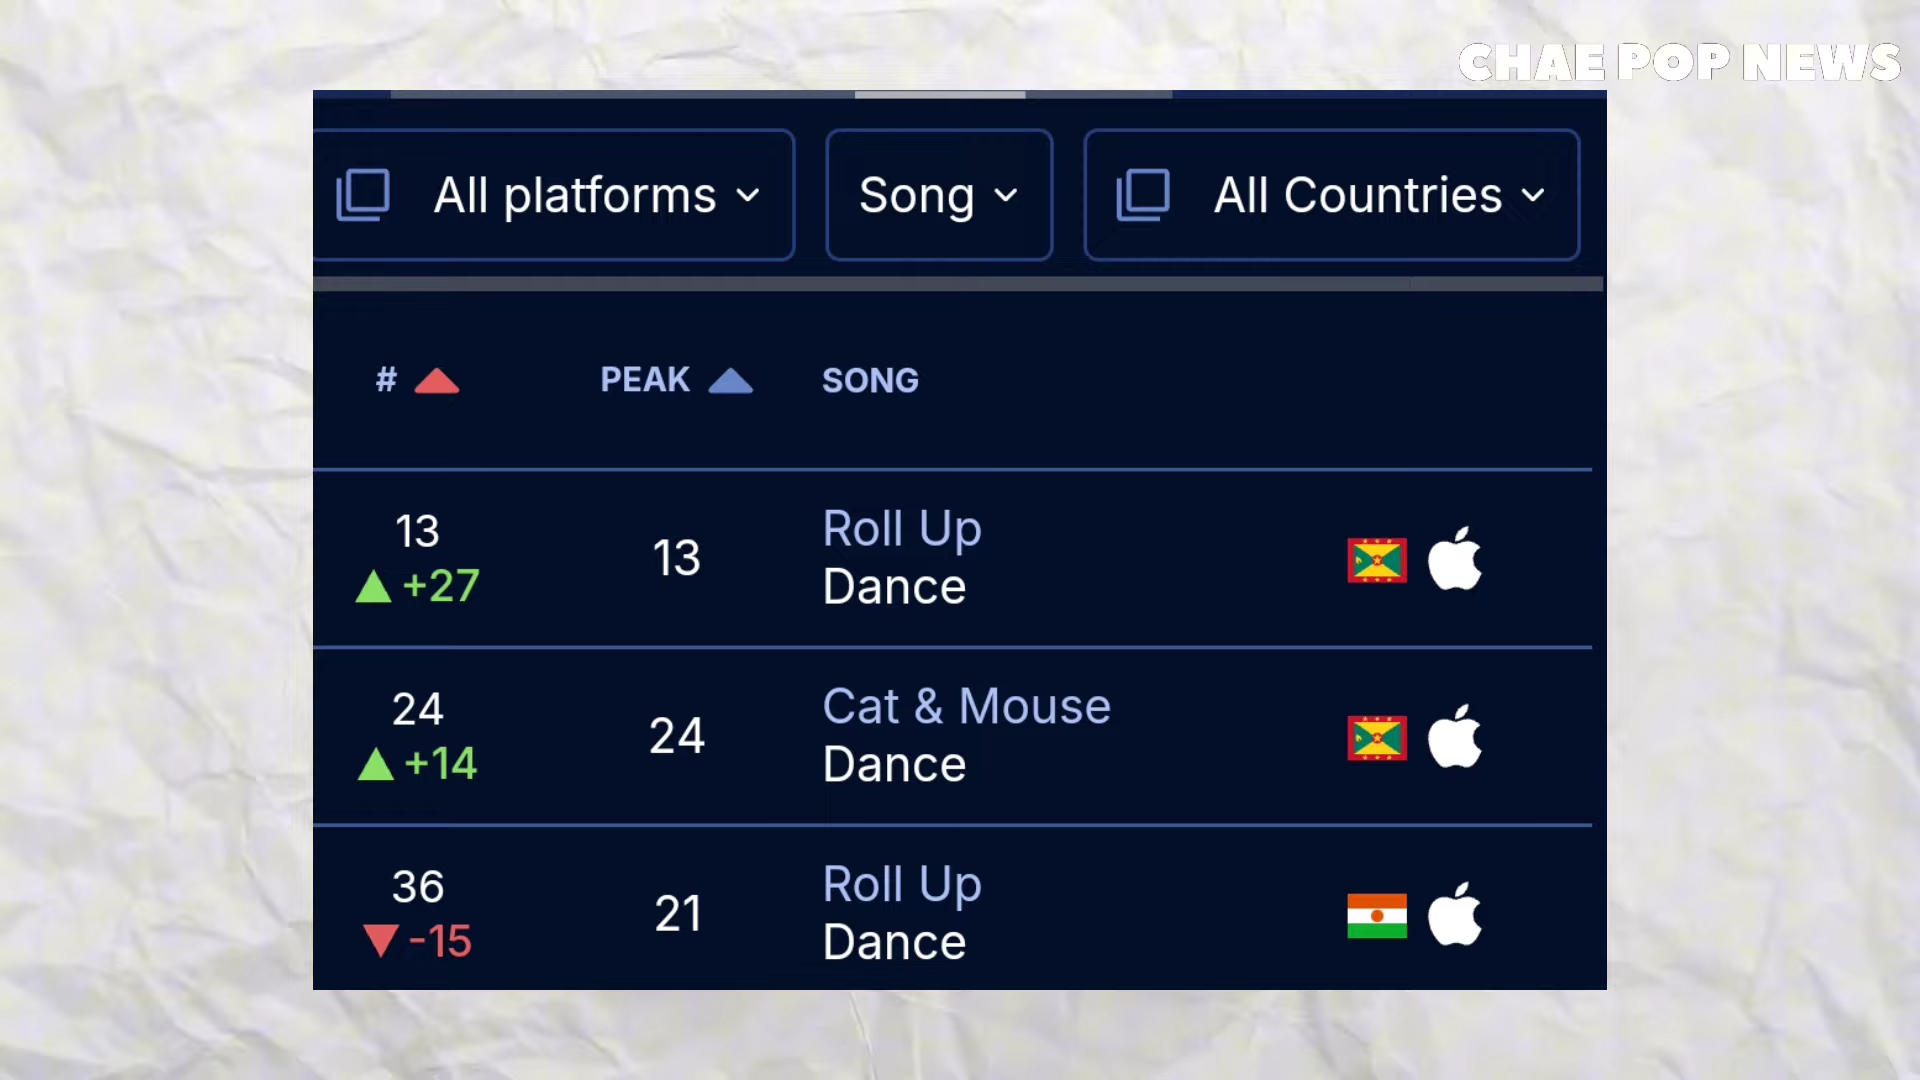 CHAE POP NEWS
All platforms Song All Countries
# PEAK SONG
13 +27 13 Roll Up
Dance
24 +14 24 Cat & Mouse
Dance
36 -15 21 Roll Up
Dance